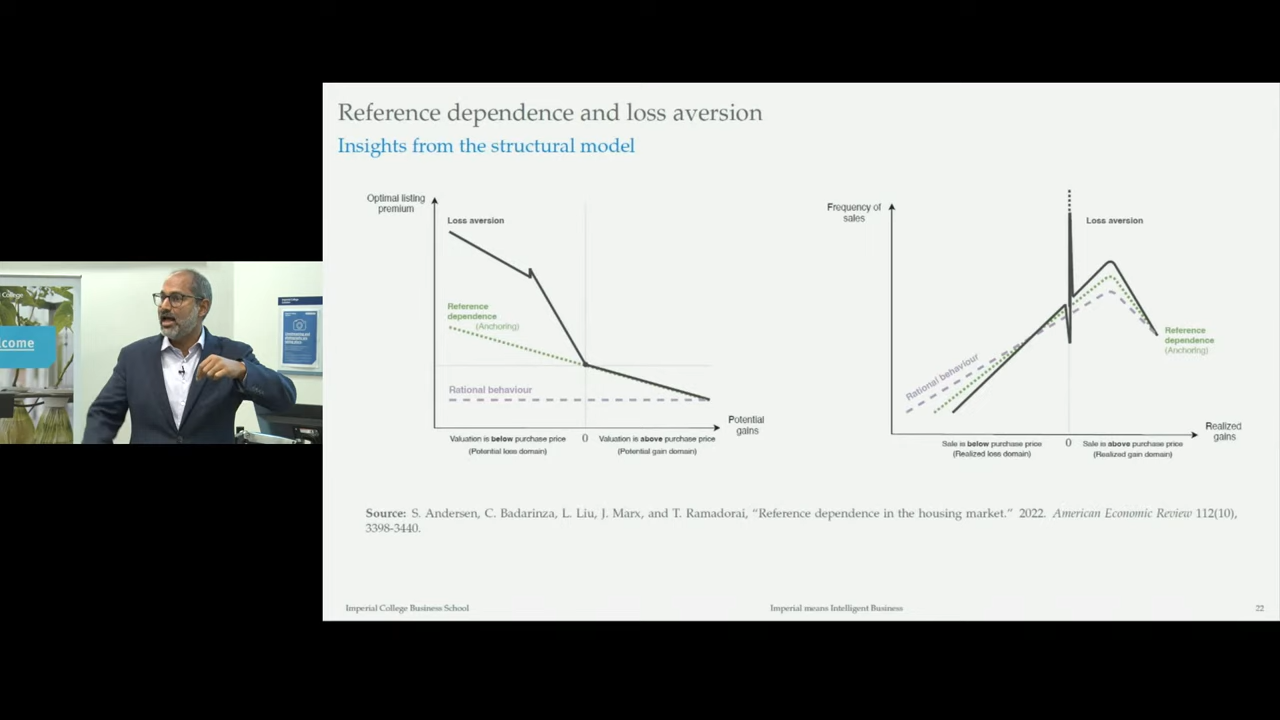 Reference dependence and loss aversion
Insights from the structural model
Optimal listing
premium
Loss aversion
Reference
dependence
(Anchoring)
Rational behaviour
Potential
gains
Valuation is below purchase price
(Potential loss domain)
0
Valuation is above purchase price
(Potential gain domain)
Frequency of
sales
Loss aversion
Reference
dependence
(Anchoring)
Rational behaviour
Realized
gains
Sale is below purchase price
(Realized loss domain)
0
Sale is above purchase price
(Realized gain domain)
Source: S. Andersen, C. Badarinza, L. Liu, J. Marx, and T. Ramadorai, “Reference dependence in the housing market.” 2022. American Economic Review 112(10),
3398-3440.
Imperial College Business School
Imperial means Intelligent Business
22
College
lcome